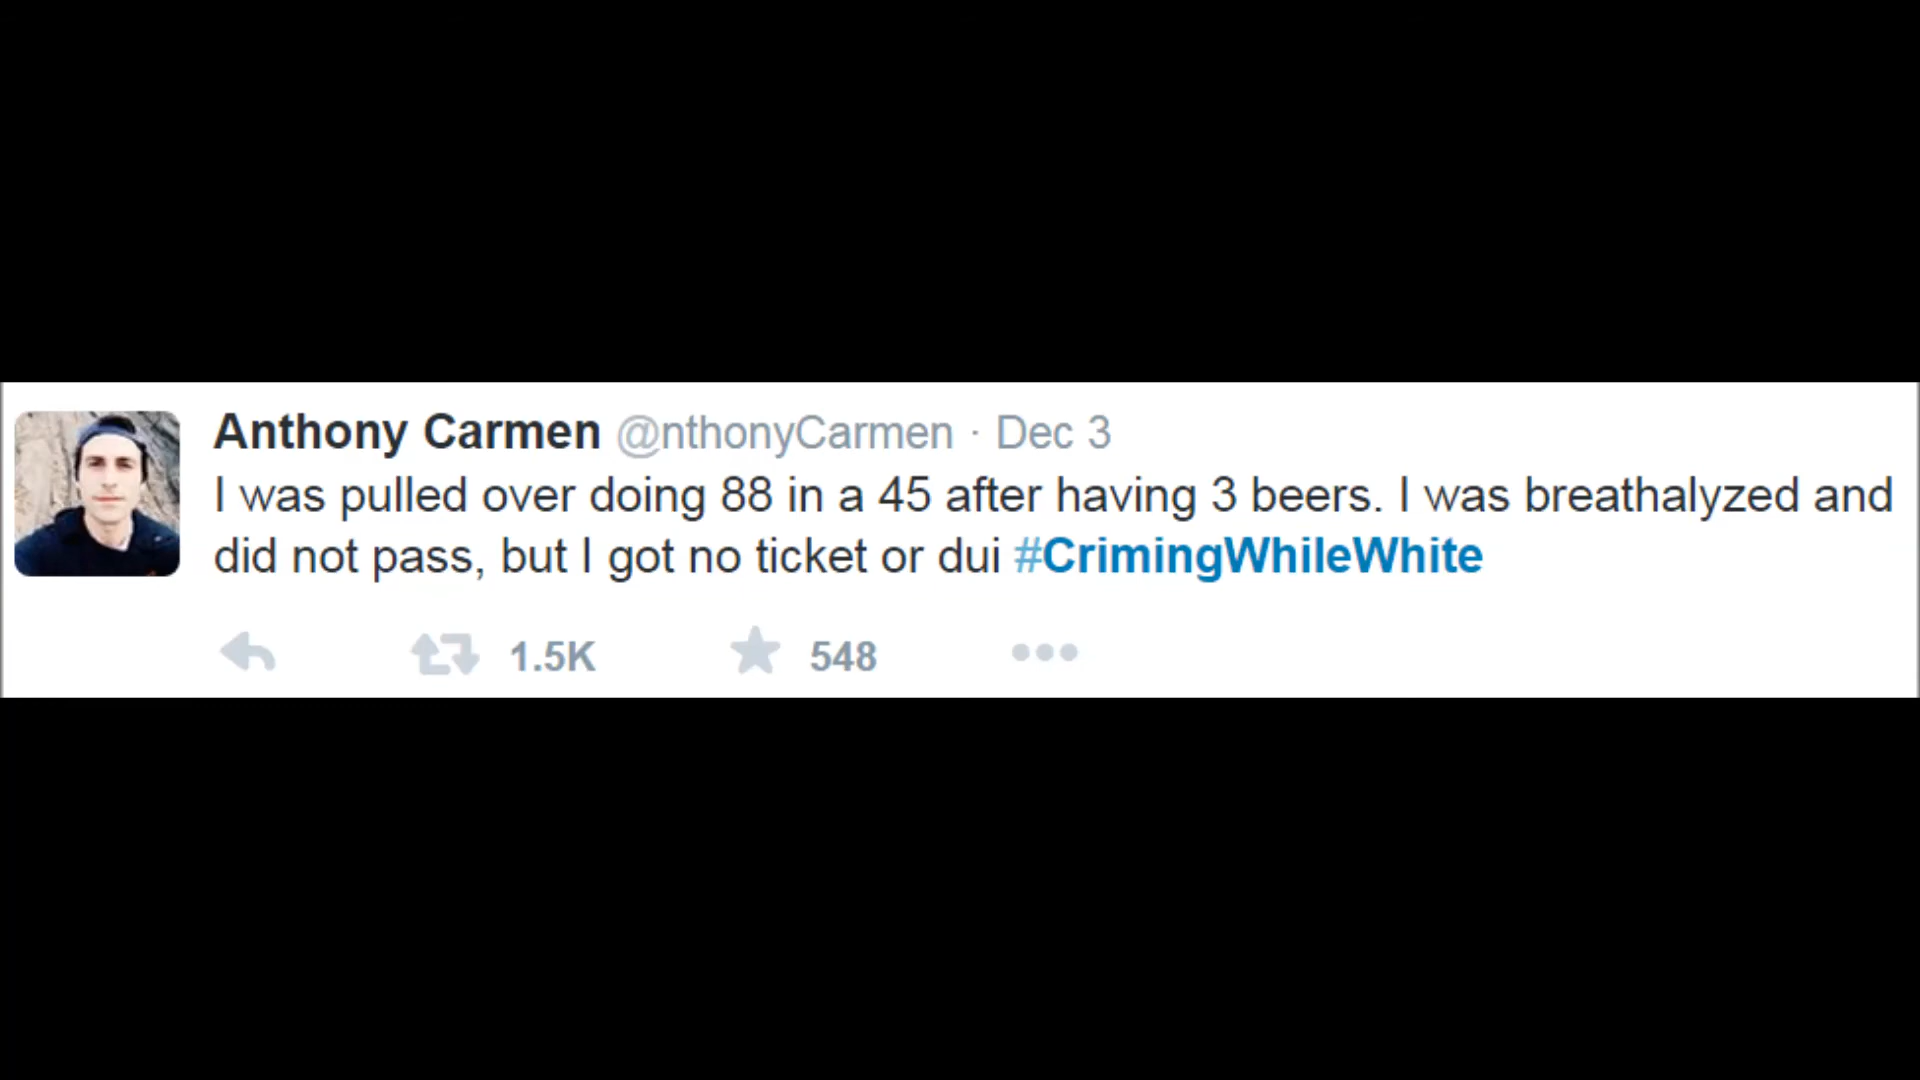 Anthony Carmen @nthonyCarmen · Dec 3
I was pulled over doing 88 in a 45 after having 3 beers. I was breathalyzed and
did not pass, but I got no ticket or dui #CrimingWhileWhite
1.5K 548